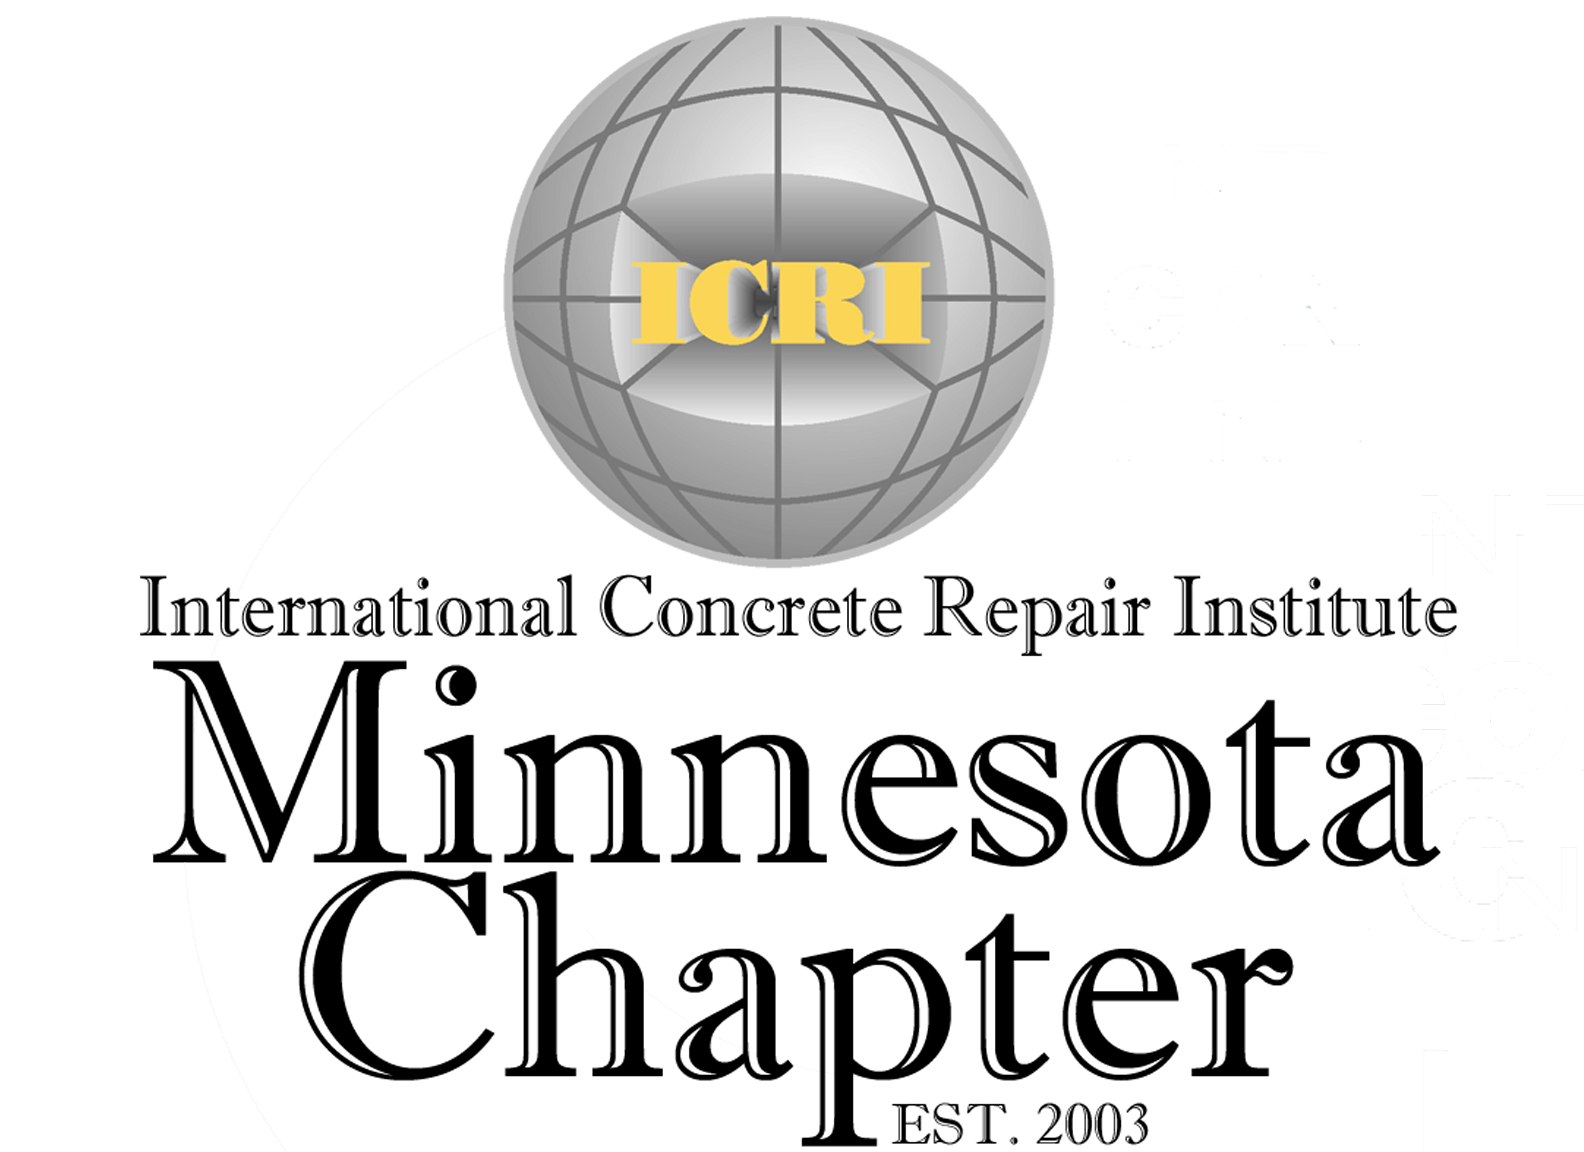 ICRI
International Concrete Repair Institute
Minnesota
Chapter
EST. 2003